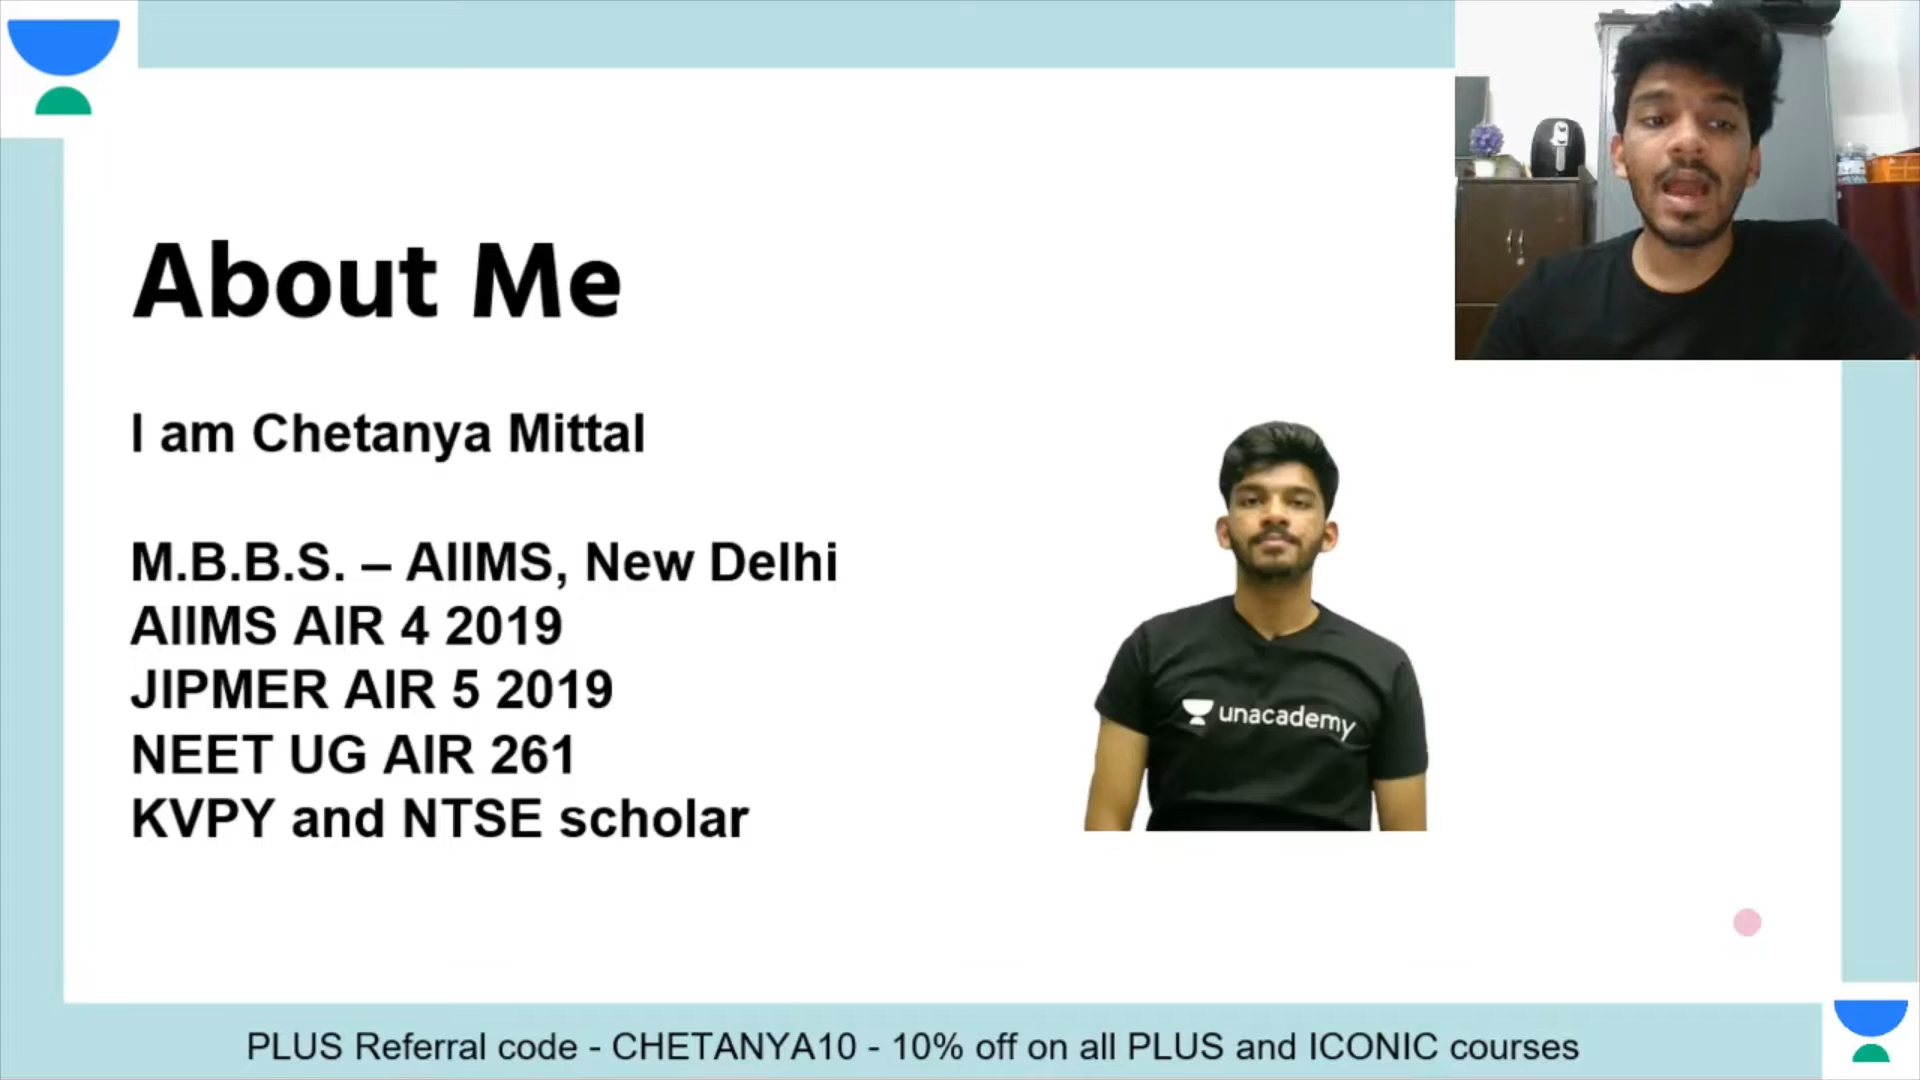 About Me
I am Chetanya Mittal
M.B.B.S. – AIIMS, New Delhi
AIIMS AIR 4 2019
JIPMER AIR 5 2019
NEET UG AIR 261
KVPY and NTSE scholar
unacademy
PLUS Referral code - CHETANYA10 - 10% off on all PLUS and ICONIC courses